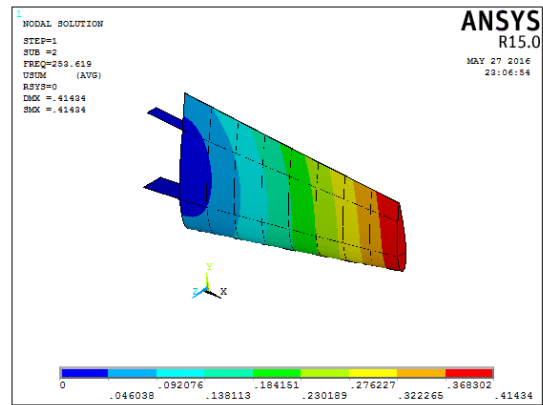 1
NODAL SOLUTION
STEP=1
SUB =2
FREQ=253.619
USUM (AVG)
RSYS=0
DMX =.41434
SMX =.41434
ANSYS
R15.0
MAY 27 2016
23:06:54
Y
Z X
0 .092076 .184151 .276227 .368302
.046038 .138113 .230189 .322265 .41434